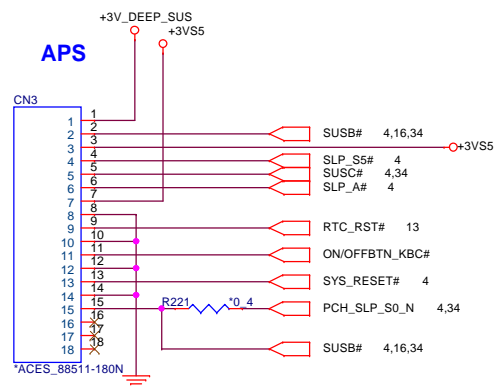 +3V_DEEP_SUS
+3VS5
APS
CN3
1 1
2 2 SUSB# 4,16,34
3 3 +3VS5
4 4 SLP_S5# 4
5 5 SUSC# 4,34
6 6 SLP_A# 4
7 7
8 8
9 9 RTC_RST# 13
10 10
11 11 ON/OFFBTN_KBC#
12 12
13 13 SYS_RESET# 4
14 14
15 15 R221 *0_4 PCH_SLP_S0_N 4,34
16 16
17 17
18 18 SUSB# 4,16,34
*ACES_88511-180N